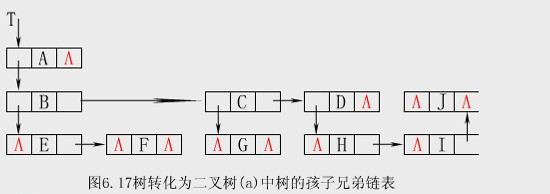 T
A Λ
B C D Λ Λ J Λ
Λ E Λ F Λ Λ G Λ Λ H Λ I
图6.17树转化为二叉树(a)中树的孩子兄弟链表